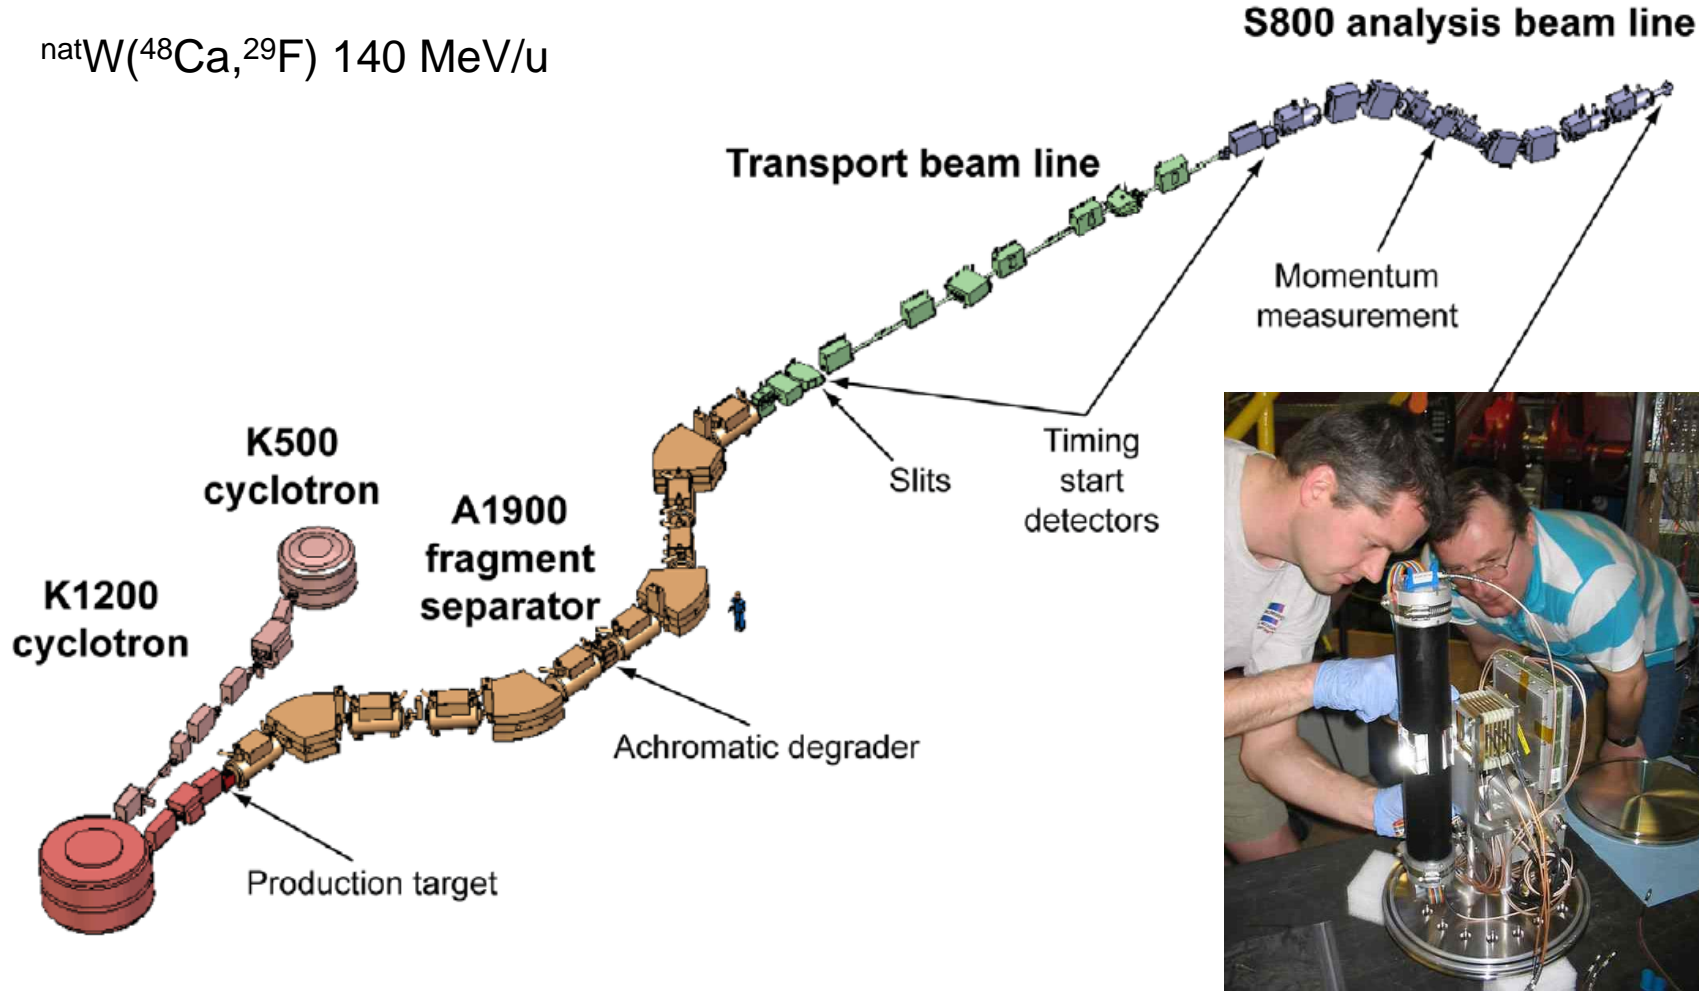 S800 analysis beam line
natW(48Ca,29F) 140 MeV/u
Transport beam line
Momentum
measurement
K500
cyclotron
Timing
start
detectors
Slits
A1900
fragment
separator
K1200
cyclotron
Achromatic degrader
Production target